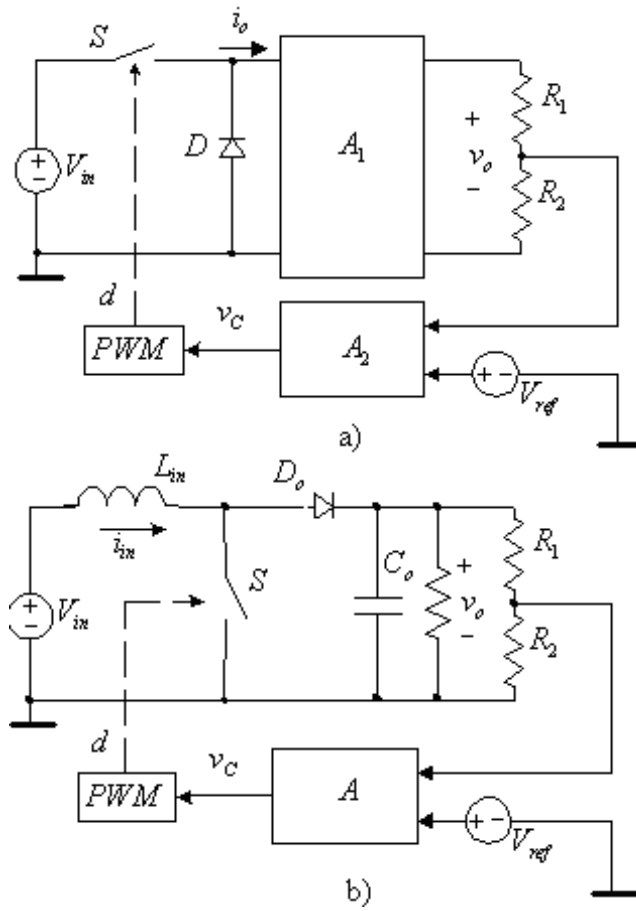 S
i_o
V_in
D
A_1
+
v_o
-
R_1
R_2
d
v_C
PWM
A_2
V_ref
a)
L_in
D_o
i_in
V_in
S
C_o
+
v_o
-
R_1
R_2
d
v_C
PWM
A
V_ref
b)